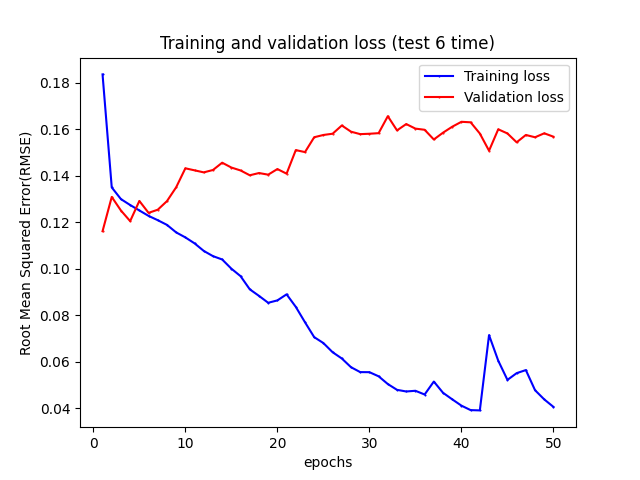 Training and validation loss (test 6 time)
Training loss
Validation loss
Root Mean Squared Error(RMSE)
0.18
0.16
0.14
0.12
0.10
0.08
0.06
0.04
0 10 20 30 40 50
epochs